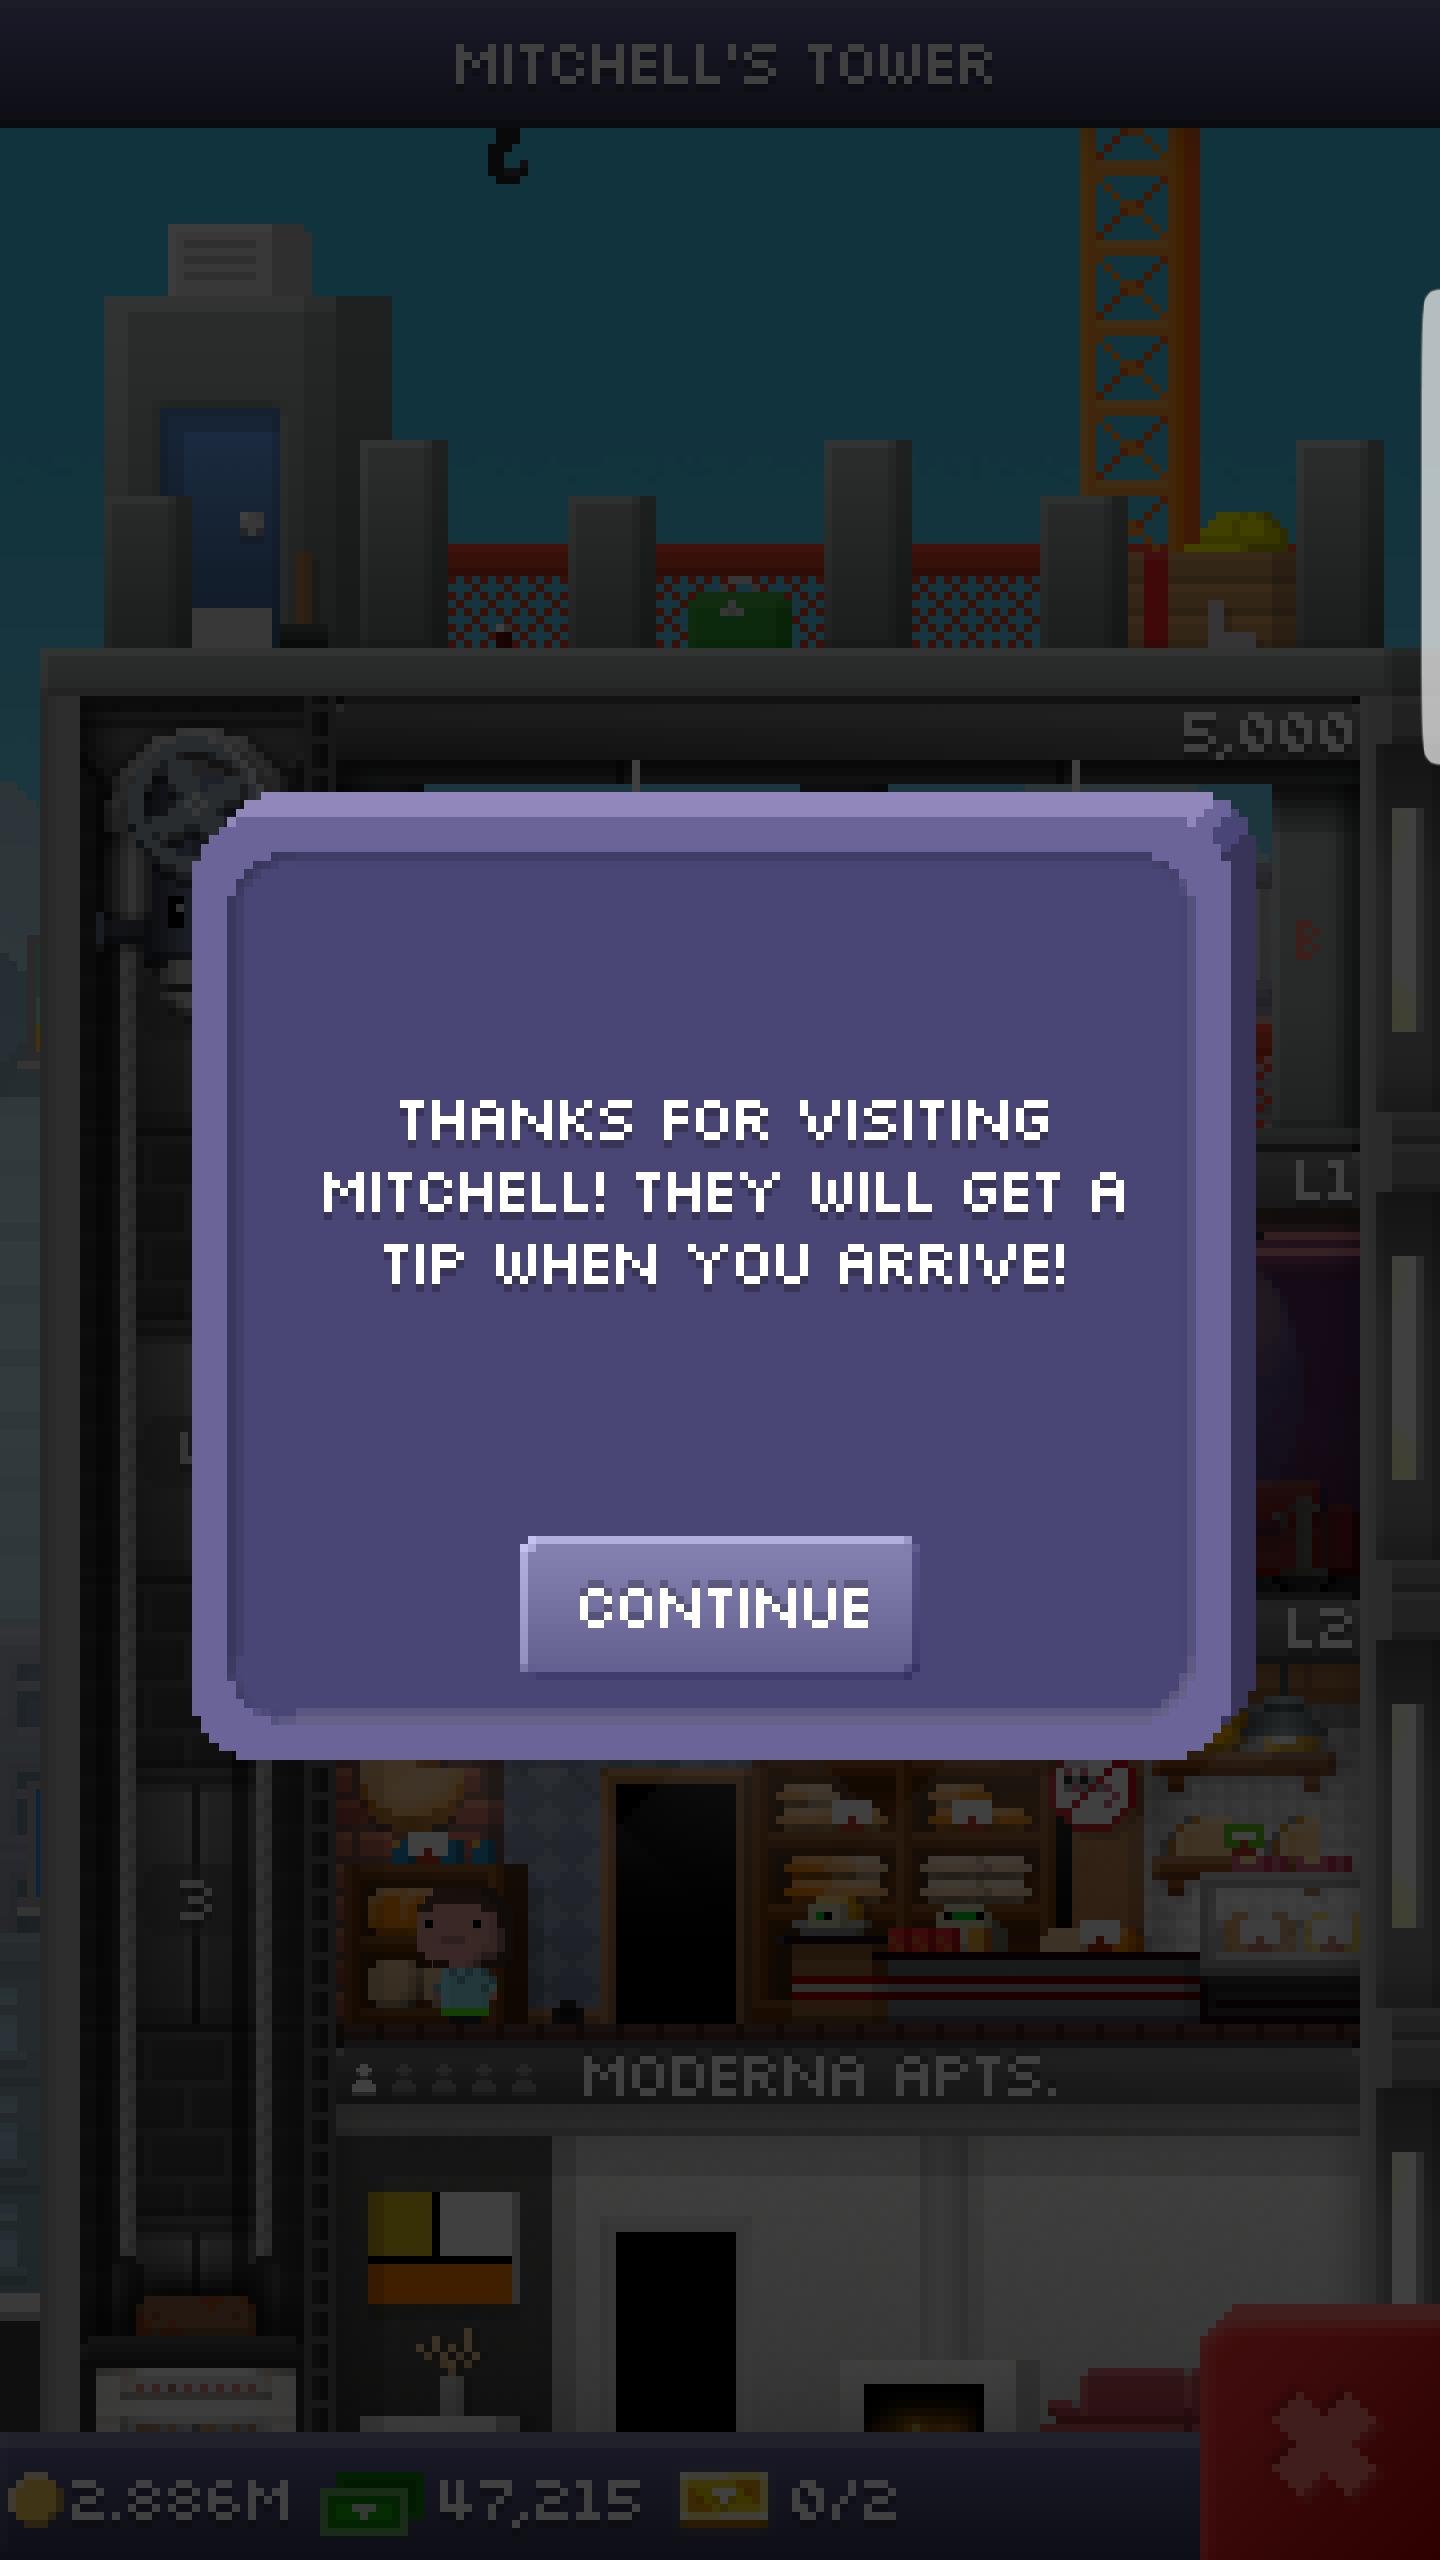 MITCHELL'S TOWER
5,000
B
THANKS FOR VISITING
MITCHELL! THEY WILL GET A
TIP WHEN YOU ARRIVE!
CONTINUE
L1
L2
3
MODERNA APTS.
2.886M 47,215 0/2